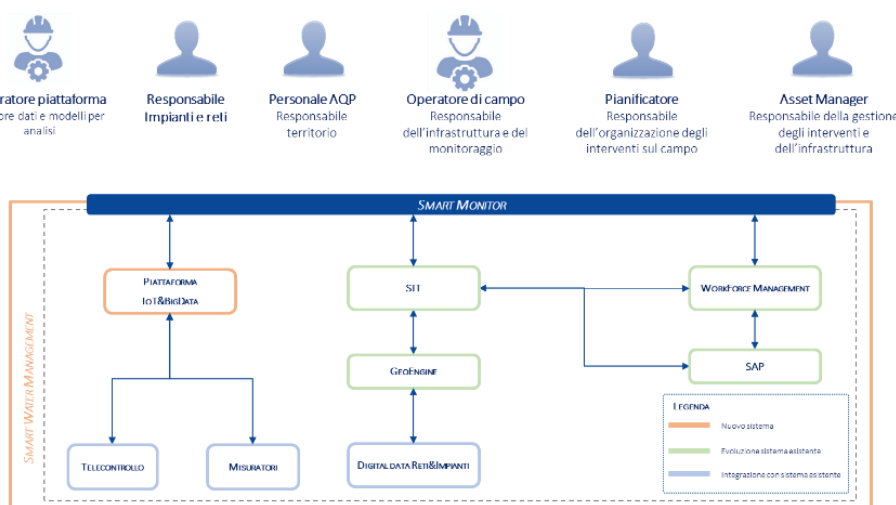 ratore piattaforma
ore dati e modelli per
analisi
Responsabile
Impianti e reti
Personale AQP
Responsabile
territorio
Operatore di campo
Responsabile
dell'infrastruttura e del
monitoraggio
Pianificatore
Responsabile
dell'organizzazione degli
interventi sul campo
Asset Manager
Responsabile della gestione
degli interventi e
dell'infrastruttura
SMART MONITOR
SMART WATER MANAGEMENT
PIATTAFORMA
IOT&BIGDATA
SIT
WORKFORCE MANAGEMENT
GEOENGINE
SAP
TELECONTROLLO
MISURATORI
DIGITAL DATA RETI&IMPIANTI
LEGENDA
Nuovo sistema
Evoluzione sistema esistente
Integrazione con sistema esistente